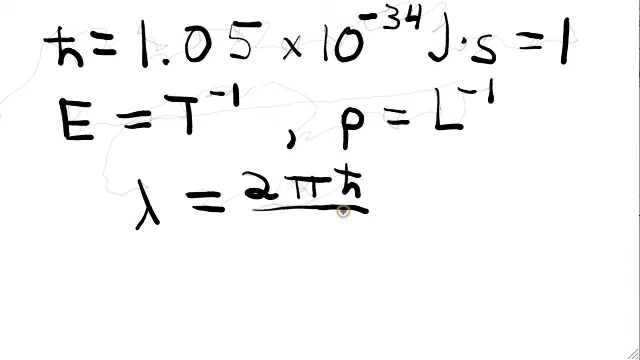 ħ = 1.05 × 10⁻³⁴ J·s = 1
E = T⁻¹ , p = L⁻¹
λ = 2πħ